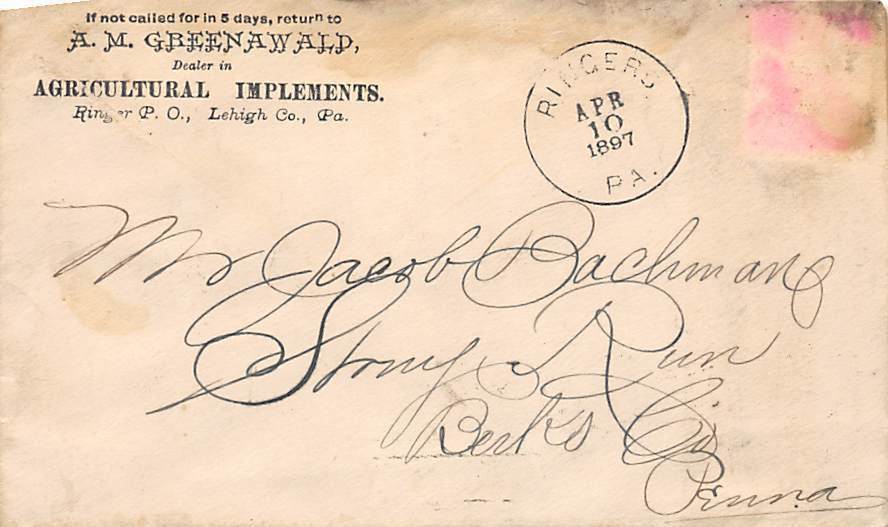 If not called for in 5 days, return to
A. M. GREENAWALD,
Dealer in
AGRICULTURAL IMPLEMENTS.
Ringer P. O., Lehigh Co., Pa.
RINGERS
APR
10
1897
PA.
Mr Jacob Bachman
Stony Run
Berks Co
Penna